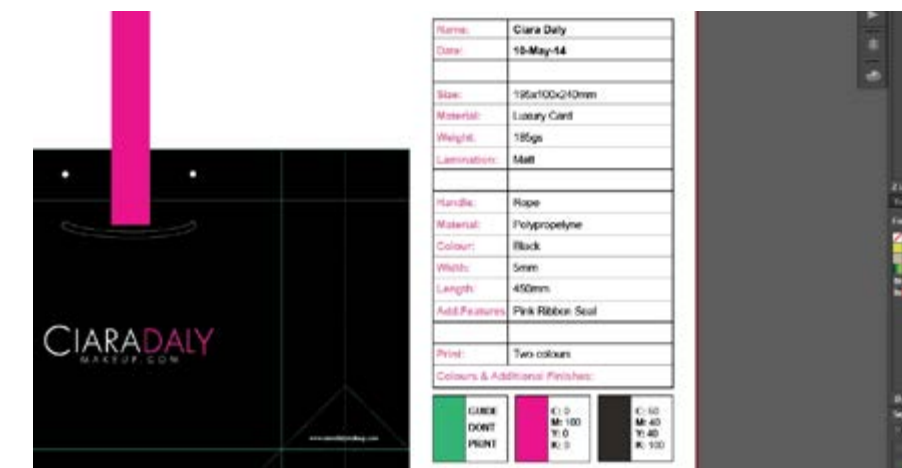 CIARADALY
MAKEUP.COM
Name: Ciara Daly
Date: 10-May-14
Size: 195x100x240mm
Material: Luxury Card
Weight: 185gs
Lamination: Matt
Handle: Rope
Material: Polypropelyne
Colour: Black
Width: 5mm
Length: 450mm
Add.Features Pink Ribbon Seal
Print: Two colours
Colours & Additional Finishes:
GUIDE
DONT
PRINT
C: 0
M: 100
Y: 0
K: 0
C: 60
M: 40
Y: 40
K: 100